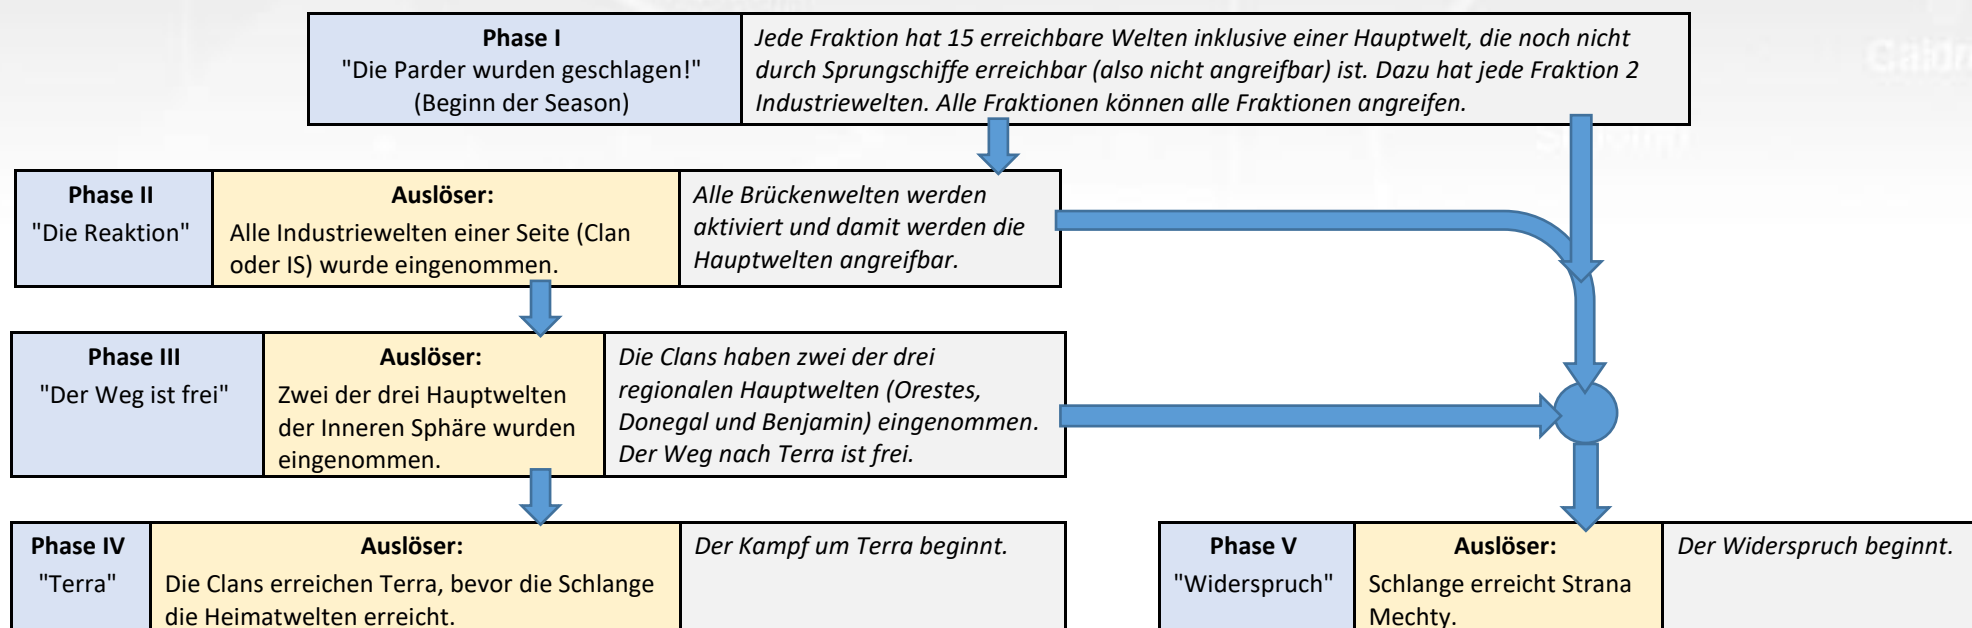 Phase I
"Die Parder wurden geschlagen!"
(Beginn der Season)
Jede Fraktion hat 15 erreichbare Welten inklusive einer Hauptwelt, die noch nicht
durch Sprungschiffe erreichbar (also nicht angreifbar) ist. Dazu hat jede Fraktion 2
Industriewelten. Alle Fraktionen können alle Fraktionen angreifen.
Phase II
"Die Reaktion"
Auslöser:
Alle Industriewelten einer Seite (Clan
oder IS) wurde eingenommen.
Alle Brückenwelten werden
aktiviert und damit werden die
Hauptwelten angreifbar.
Phase III
"Der Weg ist frei"
Auslöser:
Zwei der drei Hauptwelten
der Inneren Sphäre wurden
eingenommen.
Die Clans haben zwei der drei
regionalen Hauptwelten (Orestes,
Donegal und Benjamin) eingenommen.
Der Weg nach Terra ist frei.
Phase IV
"Terra"
Auslöser:
Die Clans erreichen Terra, bevor die Schlange
die Heimatwelten erreicht.
Der Kampf um Terra beginnt.
Phase V
"Widerspruch"
Auslöser:
Schlange erreicht Strana
Mechty.
Der Widerspruch beginnt.